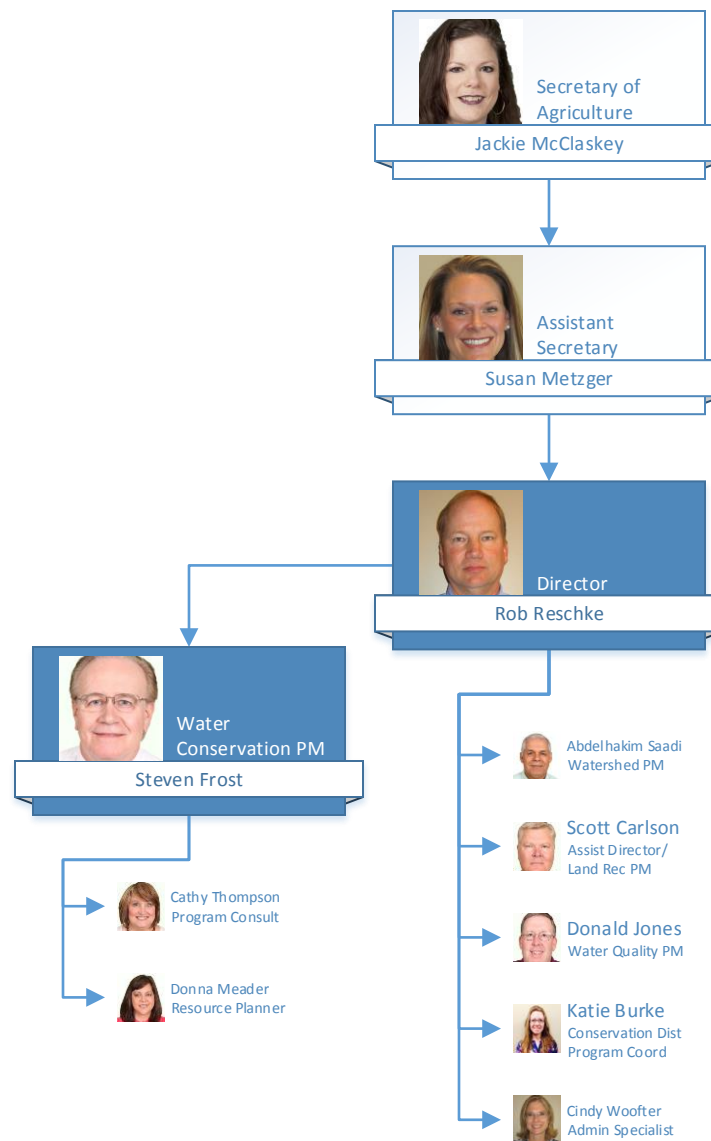 Secretary of
Agriculture
Jackie McClaskey
Assistant
Secretary
Susan Metzger
Director
Rob Reschke
Water
Conservation PM
Steven Frost
Cathy Thompson
Program Consult
Donna Meader
Resource Planner
Abdelhakim Saadi
Watershed PM
Scott Carlson
Assist Director/
Land Rec PM
Donald Jones
Water Quality PM
Katie Burke
Conservation Dist
Program Coord
Cindy Woofter
Admin Specialist